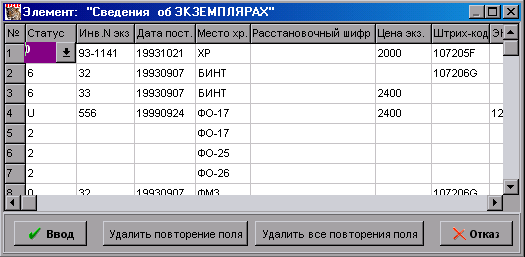 Элемент: "Сведения об ЭКЗЕМПЛЯРАХ"
№ Статус Инв.N экз Дата пост. Место хр. Расстановочный шифр Цена экз. Штрих-код
1 0 93-1141 19931021 ХР 2000 107205F
2 6 32 19930907 БИНТ 107206G
3 6 33 19930907 БИНТ 2400
4 U 556 19990924 ФО-17 2400 12
5 2 ФО-17
6 2 ФО-25
7 2 ФО-26
8 0 32 19930907 ФМЗ 107206G
Ввод Удалить повторение поля Удалить все повторения поля Отказ